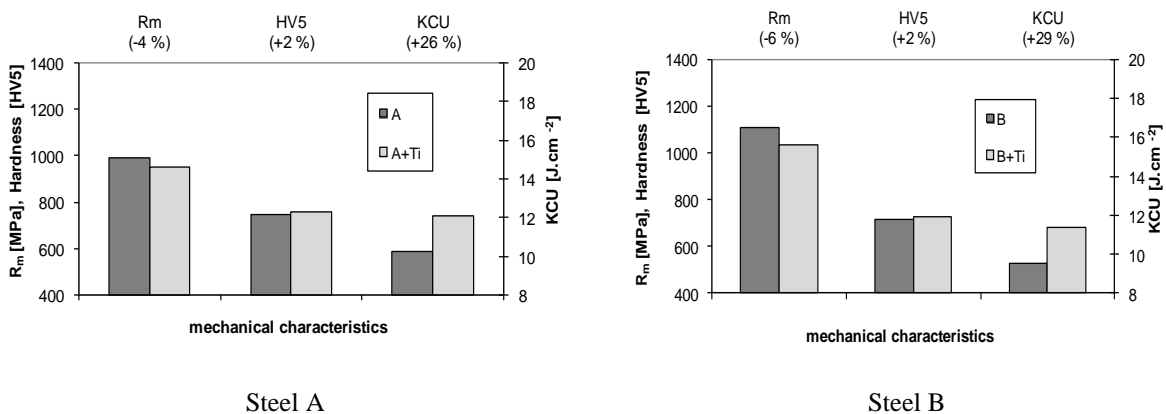 Rm HV5 KCU
(-4 %) (+2 %) (+26 %)
1400 20
1200 18
1000 16
800 14
600 12
400 10
8
R_m [MPa], Hardness [HV5]
KCU [J.cm ⁻²]
A
A+Ti
mechanical characteristics
Steel A
Rm HV5 KCU
(-6 %) (+2 %) (+29 %)
1400 20
1200 18
1000 16
800 14
600 12
400 10
8
R_m [MPa], Hardness [HV5]
KCU [J.cm ⁻²]
B
B+Ti
mechanical characteristics
Steel B